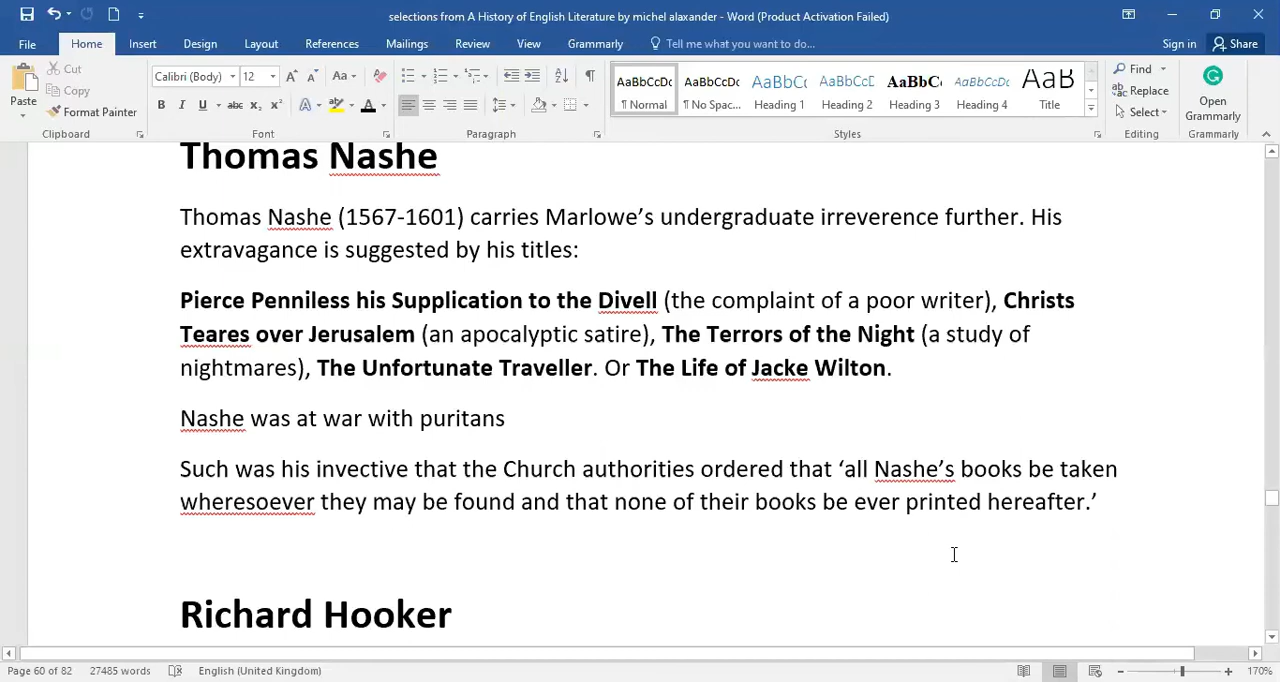 selections from A History of English Literature by michel alaxander - Word (Product Activation Failed)
File Home Insert Design Layout References Mailings Review View Grammarly Tell me what you want to do... Sign in Share
Cut
Copy
Format Painter
Paste
Clipboard
Calibri (Body) 12
Font
Paragraph
AaBbCcDc AaBbCcDc AaBbC AaBbCcI AaBbC AaBbCcD AaB
¶ Normal ¶ No Spac... Heading 1 Heading 2 Heading 3 Heading 4 Title
Styles
Find
Replace
Select
Editing
Open
Grammarly
Grammarly
Thomas Nashe
Thomas Nashe (1567-1601) carries Marlowe’s undergraduate irreverence further. His
extravagance is suggested by his titles:
Pierce Penniless his Supplication to the Divell (the complaint of a poor writer), Christs
Teares over Jerusalem (an apocalyptic satire), The Terrors of the Night (a study of
nightmares), The Unfortunate Traveller. Or The Life of Jacke Wilton.
Nashe was at war with puritans
Such was his invective that the Church authorities ordered that ‘all Nashe’s books be taken
wheresoever they may be found and that none of their books be ever printed hereafter.’
Richard Hooker
Page 60 of 82 27485 words English (United Kingdom) 170%